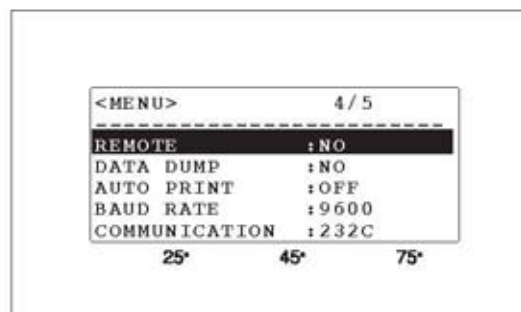 <MENU> 4/5
REMOTE :NO
DATA DUMP :NO
AUTO PRINT :OFF
BAUD RATE :9600
COMMUNICATION :232C
25° 45° 75°